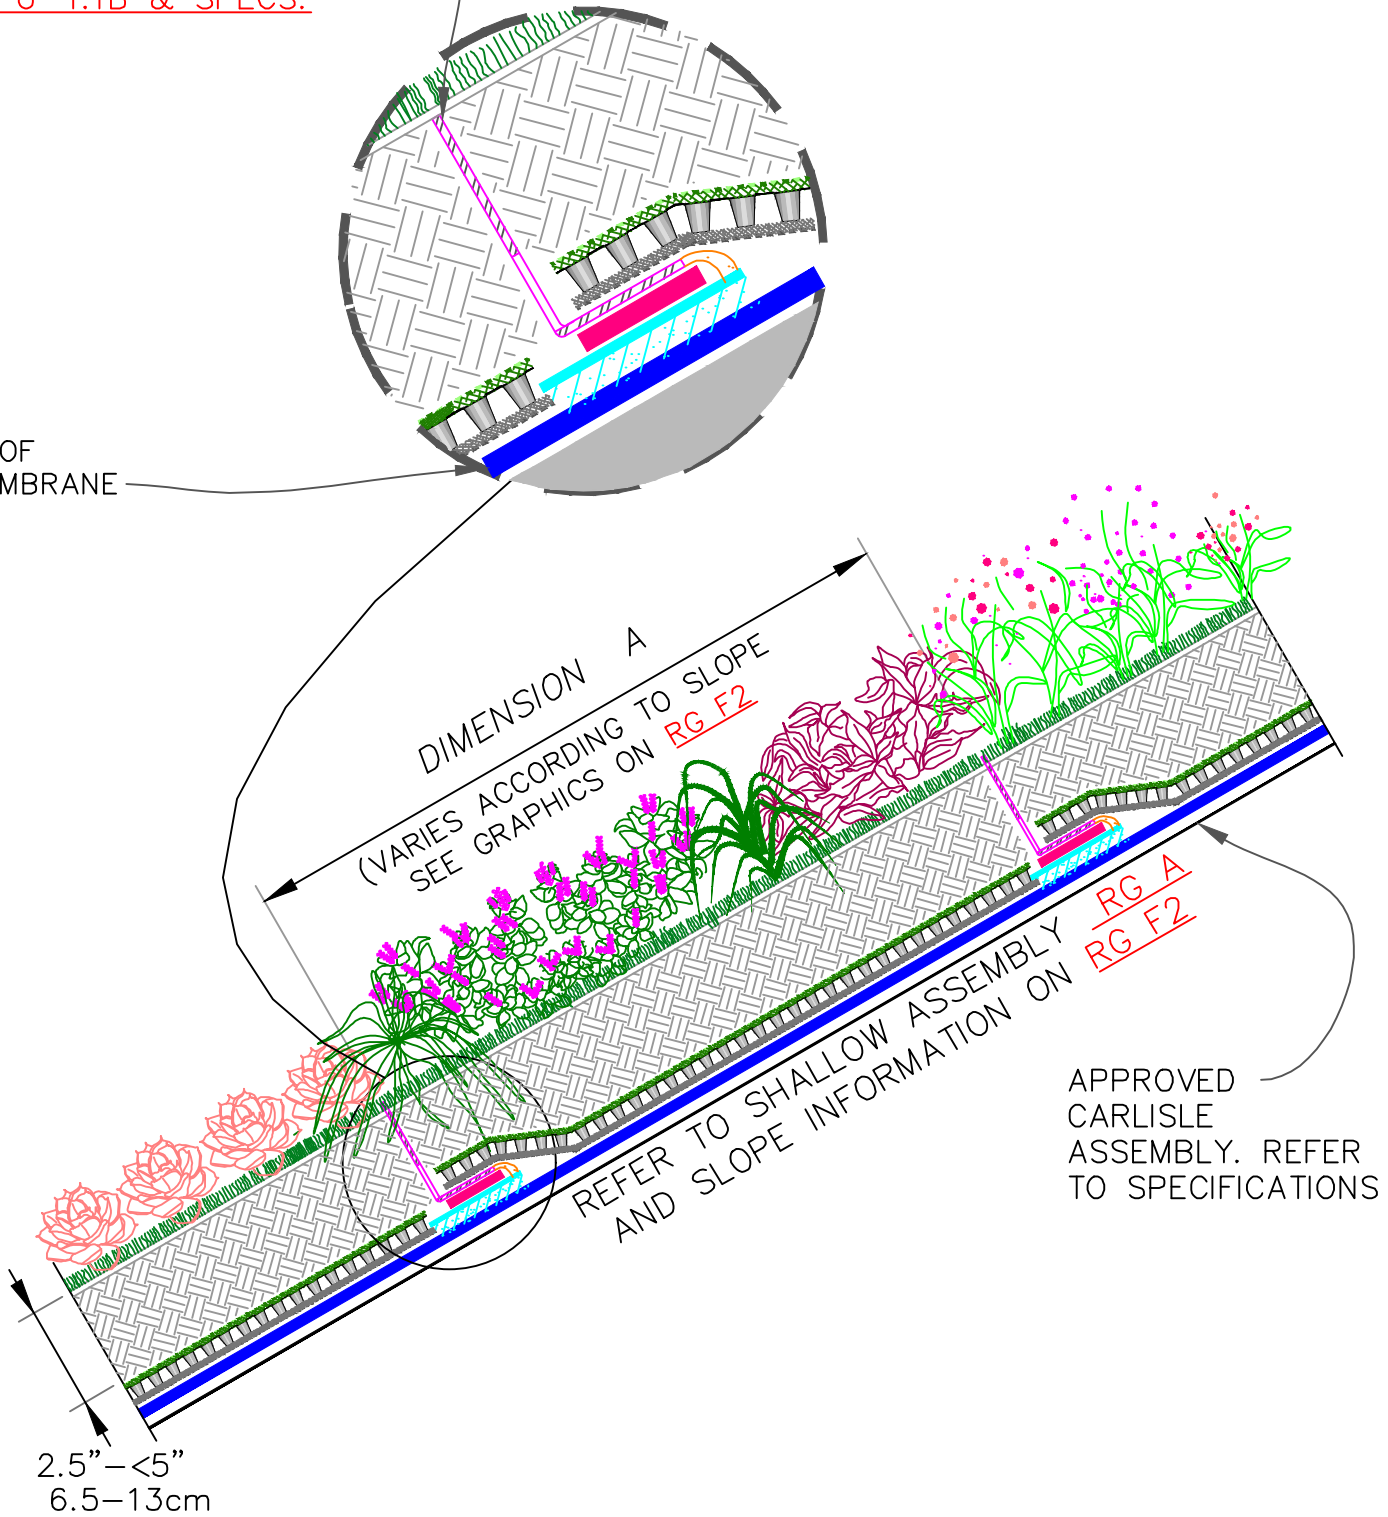 & SPECS.
OF
MBRANE
DIMENSION A
(VARIES ACCORDING TO SLOPE
SEE GRAPHICS ON RG F2
REFER TO SHALLOW ASSEMBLY RG A
AND SLOPE INFORMATION ON RG F2
APPROVED
CARLISLE
ASSEMBLY. REFER
TO SPECIFICATIONS
2.5”-<5”
6.5-13cm